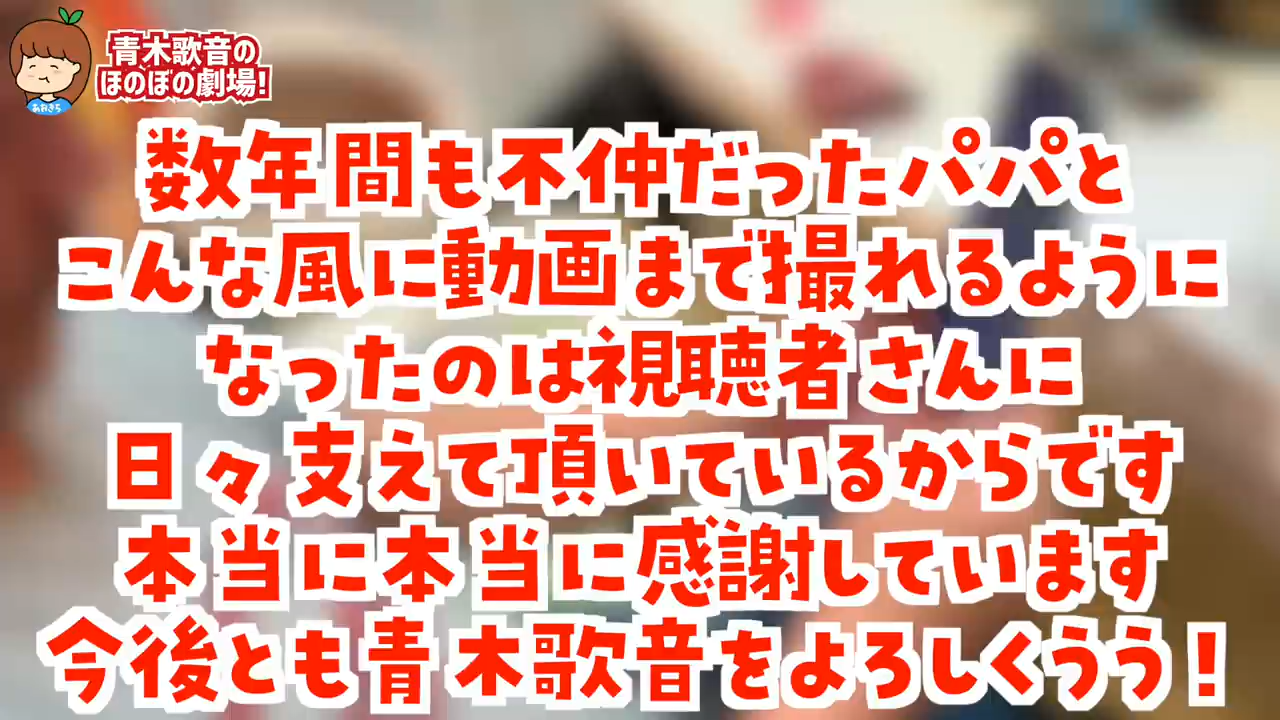 青木歌音の
ほのぼの劇場!
あおきち
数年間も不仲だったパパと
こんな風に動画まで撮れるように
なったのは視聴者さんに
日々支えて頂いているからです
本当に本当に感謝しています
今後とも青木歌音をよろしくうう!